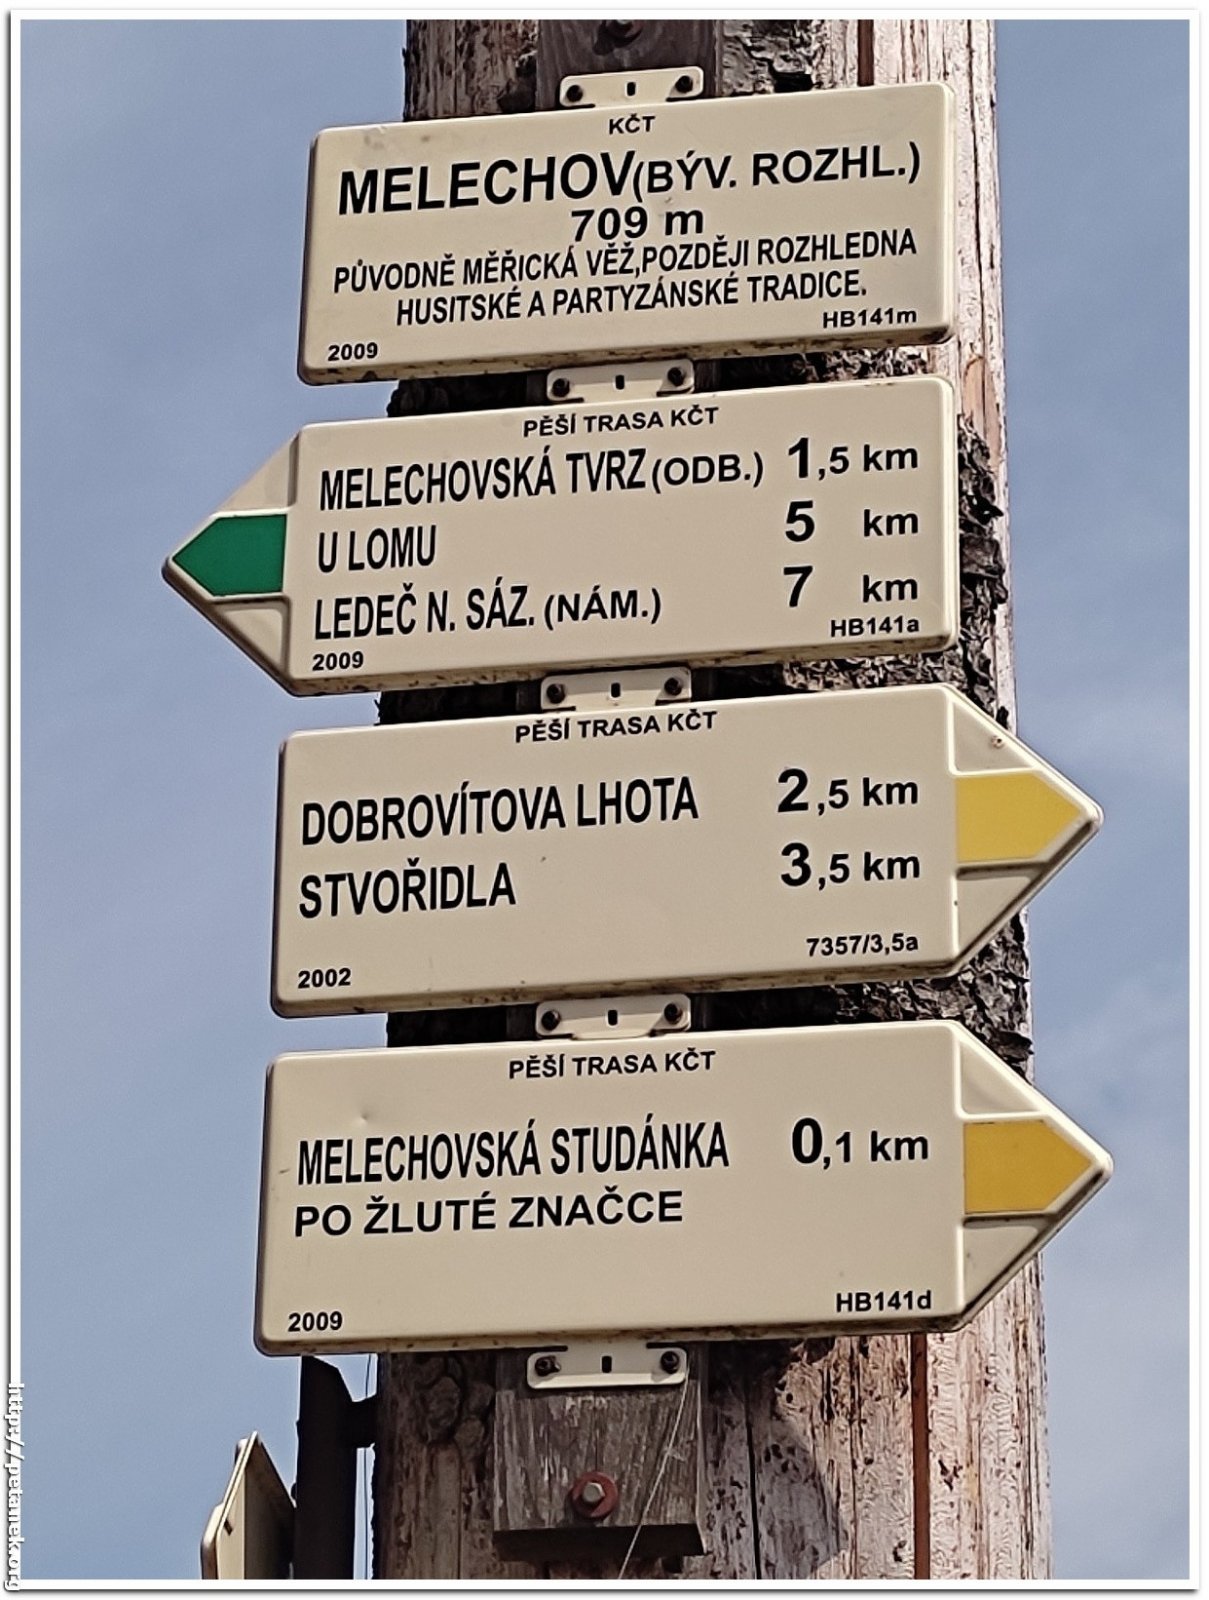 KČT
MELECHOV(BÝV. ROZHL.)
709 m
PŮVODNĚ MĚŘICKÁ VĚŽ,POZDĚJI ROZHLEDNA
HUSITSKÉ A PARTYZÁNSKÉ TRADICE.
2009 HB141m
PĚŠÍ TRASA KČT
MELECHOVSKÁ TVRZ(ODB.) 1,5 km
U LOMU 5 km
LEDEČ N. SÁZ. (NÁM.) 7 km
2009 HB141a
PĚŠÍ TRASA KČT
DOBROVÍTOVA LHOTA 2,5 km
STVOŘIDLA 3,5 km
2002 7357/3,5a
PĚŠÍ TRASA KČT
MELECHOVSKÁ STUDÁNKA 0,1 km
PO ŽLUTÉ ZNAČCE
2009 HB141d
http://petanek.org